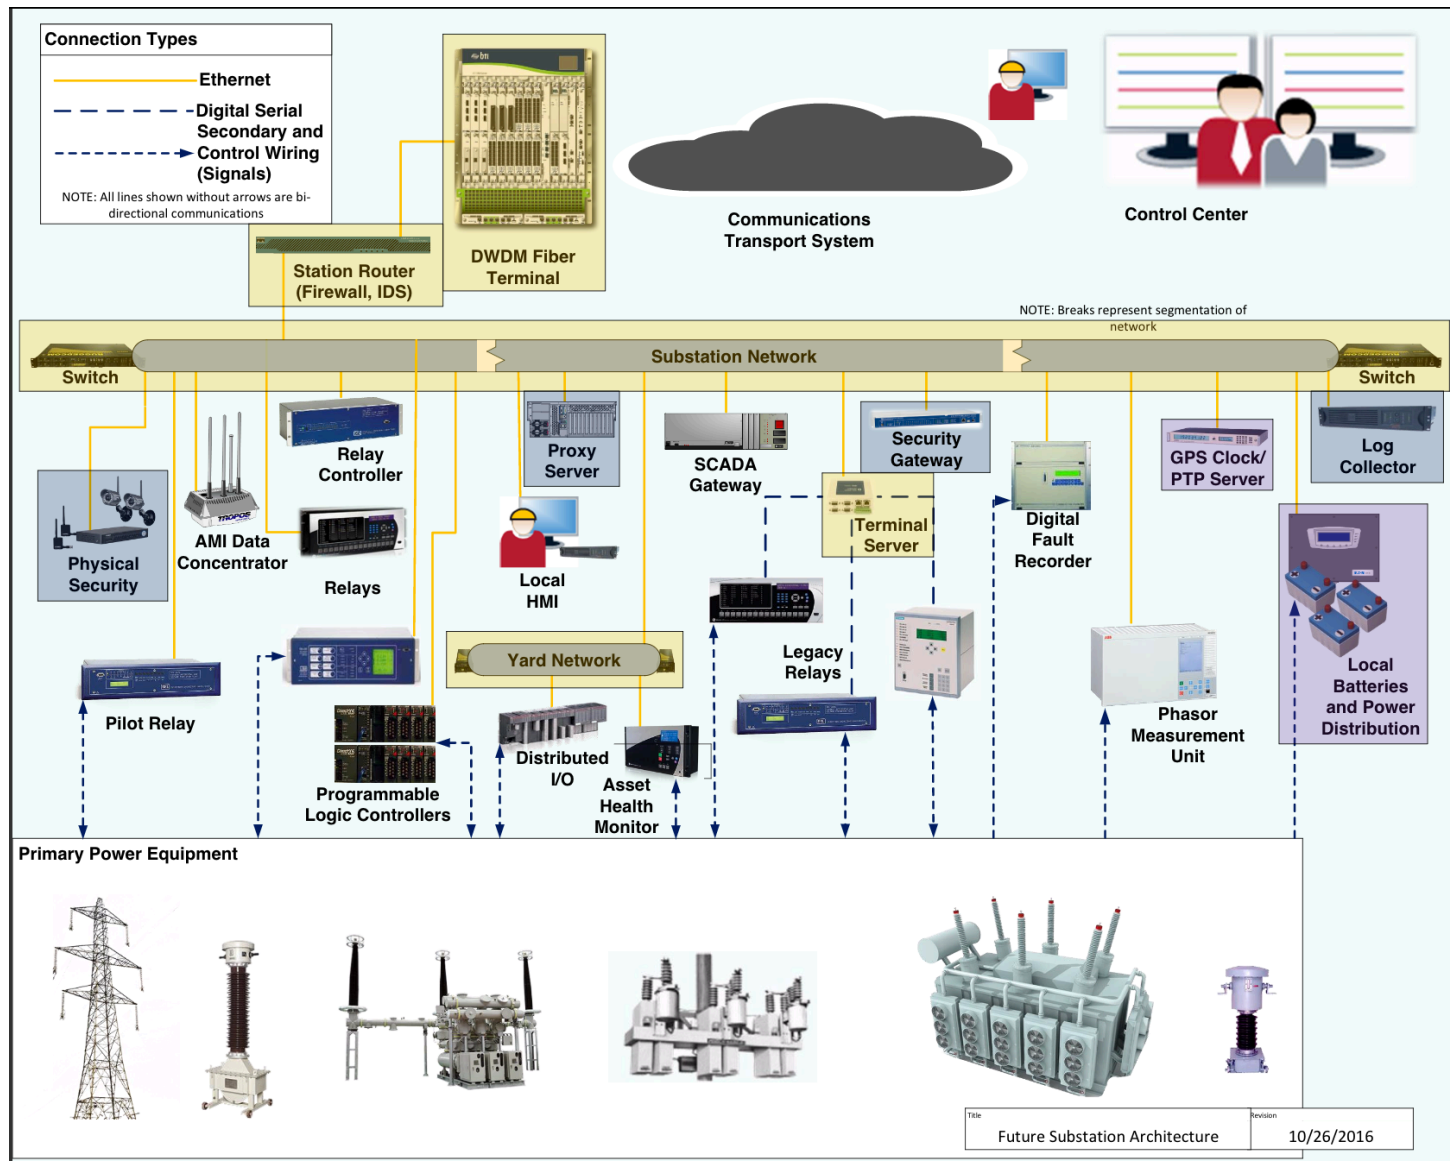 Connection Types
Ethernet
Digital Serial
Secondary and
Control Wiring
(Signals)
NOTE: All lines shown without arrows are bi-
directional communications
bti
DWDM Fiber
Terminal
Station Router
(Firewall, IDS)
Communications
Transport System
Control Center
NOTE: Breaks represent segmentation of
network
Substation Network
Switch
Switch
Physical
Security
TROPOS
AMI Data
Concentrator
Relay
Controller
Relays
Pilot Relay
Programmable
Logic Controllers
Proxy
Server
Local
HMI
Yard Network
Distributed
I/O
Asset
Health
Monitor
SCADA
Gateway
Security
Gateway
Terminal
Server
Legacy
Relays
Digital
Fault
Recorder
GPS Clock/
PTP Server
Log
Collector
Phasor
Measurement
Unit
Local
Batteries
and Power
Distribution
Primary Power Equipment
Title
Future Substation Architecture
Revision
10/26/2016